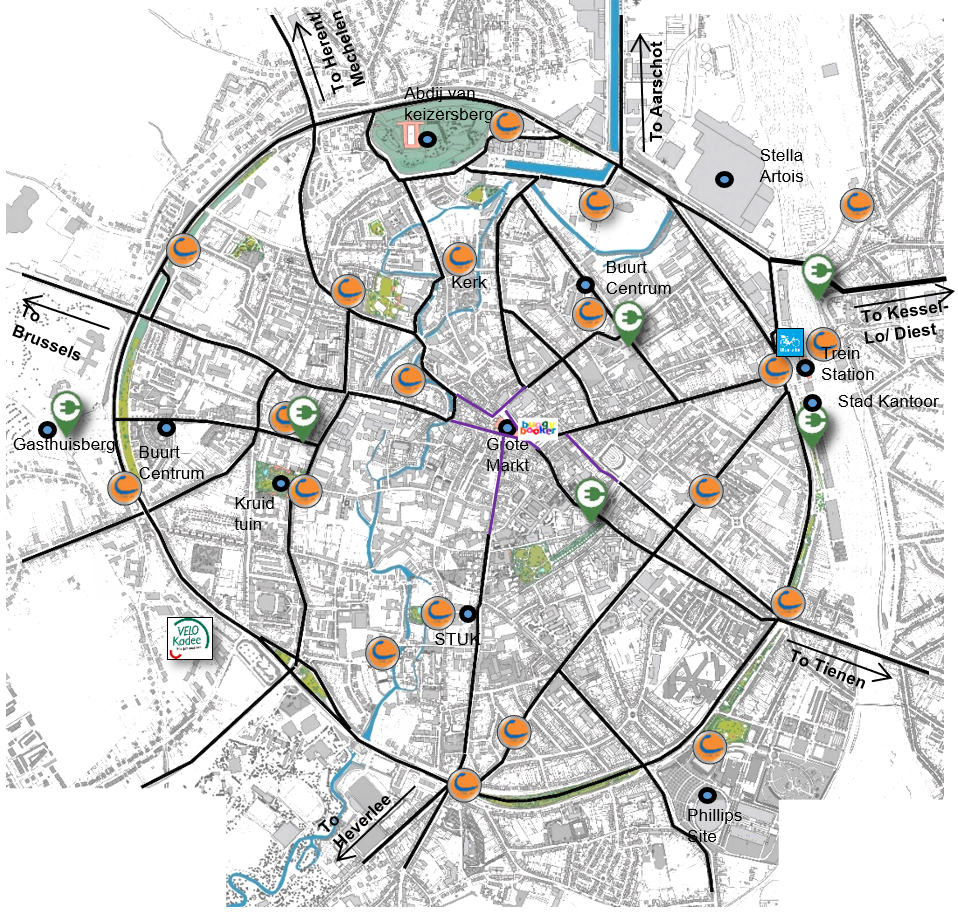 To Herent/
Mechelen
To Aarschot
Abdij van
keizersberg
Stella
Artois
Buurt
Centrum
Kerk
To Kessel-
Lo/ Diest
To
Brussels
Trein
Station
Stad Kantoor
Gasthuisberg
Buurt
Centrum
booker
Grote
Markt
Kruid
tuin
VELO
Kadee
STUK
To Tienen
To
Heverlee
Phillips
Site